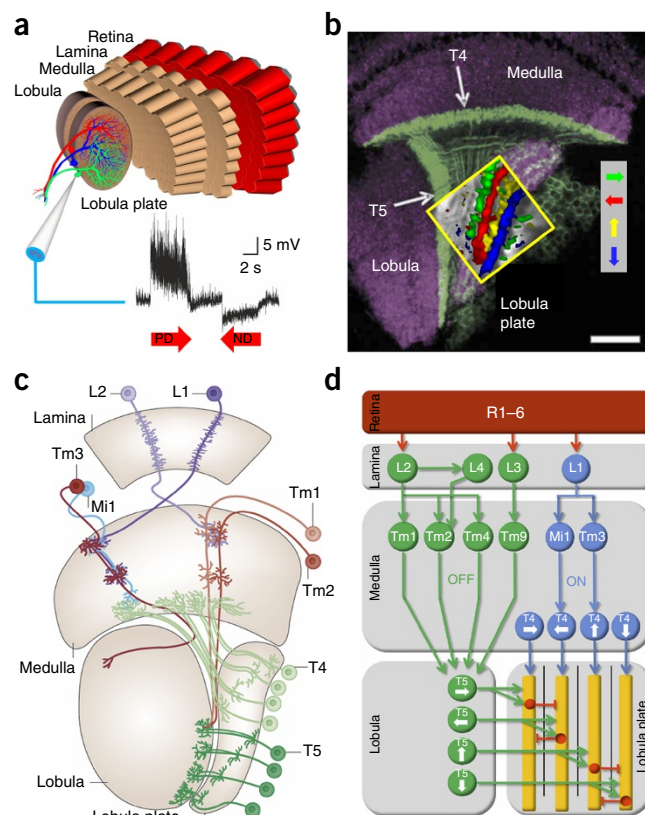 a
Retina
Lamina
Medulla
Lobula
Lobula plate
5 mV
2 s
PD
ND
b
T4
Medulla
T5
Lobula
Lobula
plate
c
L2
L1
Lamina
Tm3
Mi1
Tm1
Tm2
Medulla
T4
T5
Lobula
Lobula plate
d
Retina
R1–6
Lamina
L2
L4
L3
L1
Medulla
Tm1
Tm2
Tm4
Tm9
Mi1
Tm3
OFF
ON
T4
T4
T4
T4
Lobula
T5
T5
T5
T5
Lobula plate